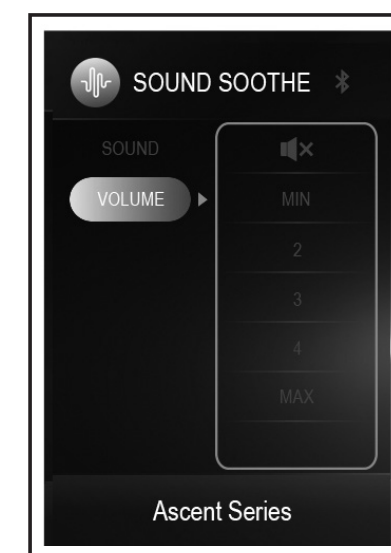 SOUND SOOTHE
SOUND
VOLUME
MIN
2
3
4
MAX
Ascent Series